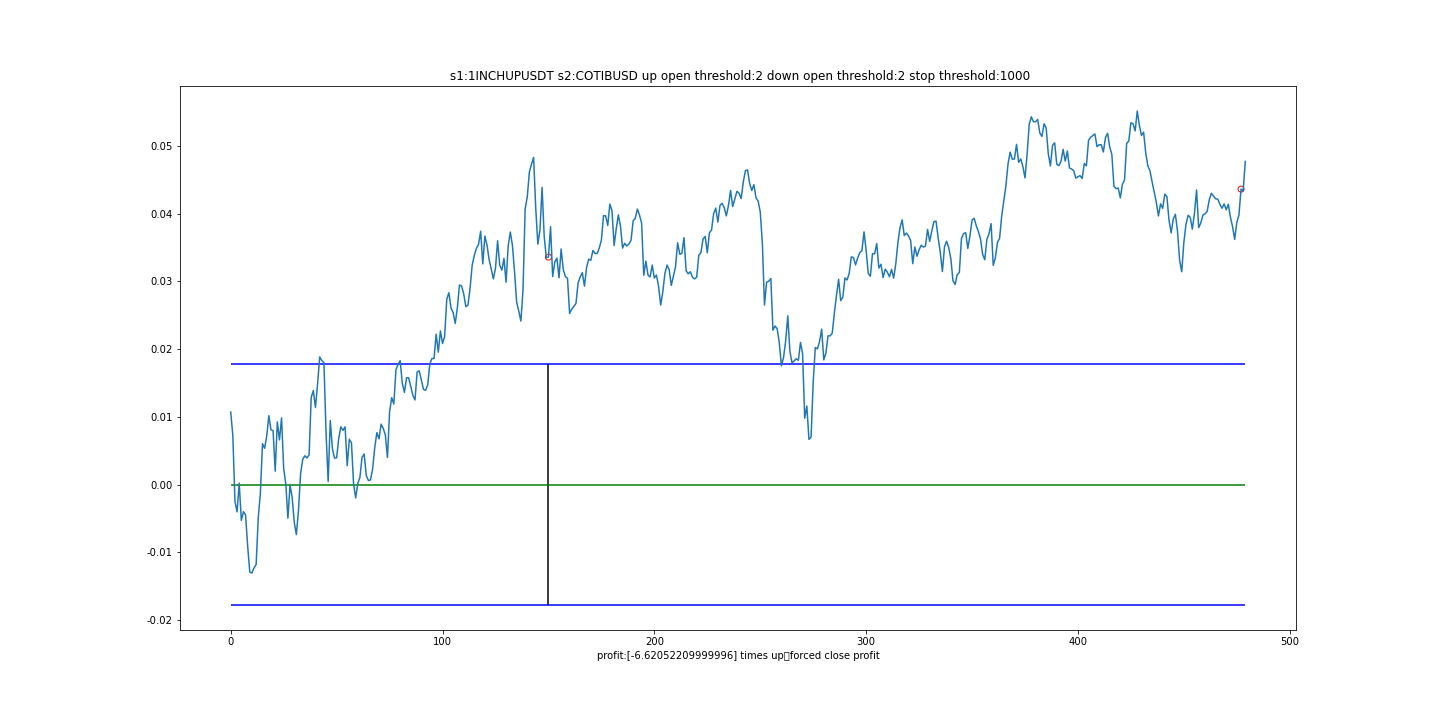 s1:1INCHUPUSDT s2:COTIBUSD up open threshold:2 down open threshold:2 stop threshold:1000
0.05
0.04
0.03
0.02
0.01
0.00
-0.01
-0.02
0 100 200 300 400 500
profit:[-6.62052209999996] times up▯forced close profit